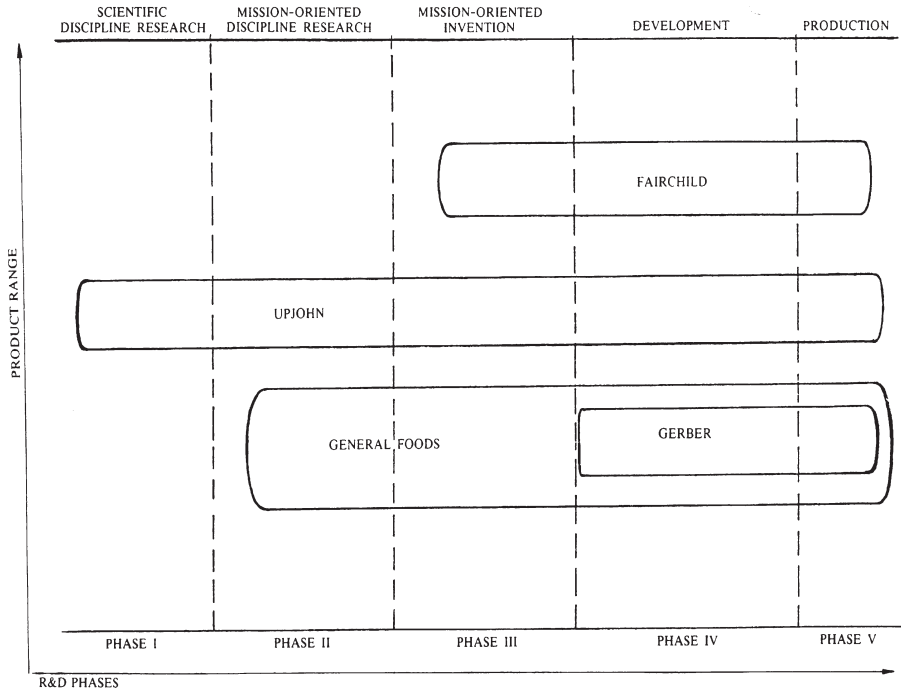 SCIENTIFIC
DISCIPLINE RESEARCH
MISSION-ORIENTED
DISCIPLINE RESEARCH
MISSION-ORIENTED
INVENTION
DEVELOPMENT
PRODUCTION
PRODUCT RANGE
FAIRCHILD
UPJOHN
GENERAL FOODS
GERBER
PHASE I
PHASE II
PHASE III
PHASE IV
PHASE V
R&D PHASES